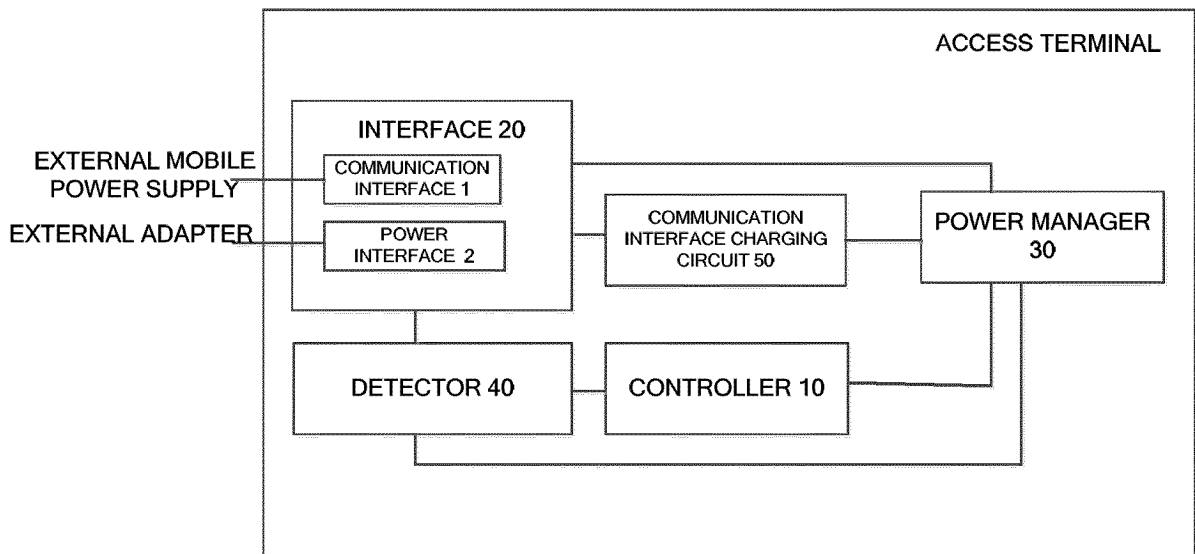 ACCESS TERMINAL
INTERFACE 20
EXTERNAL MOBILE
POWER SUPPLY
COMMUNICATION
INTERFACE 1
EXTERNAL ADAPTER
POWER
INTERFACE 2
COMMUNICATION
INTERFACE CHARGING
CIRCUIT 50
POWER MANAGER
30
DETECTOR 40
CONTROLLER 10